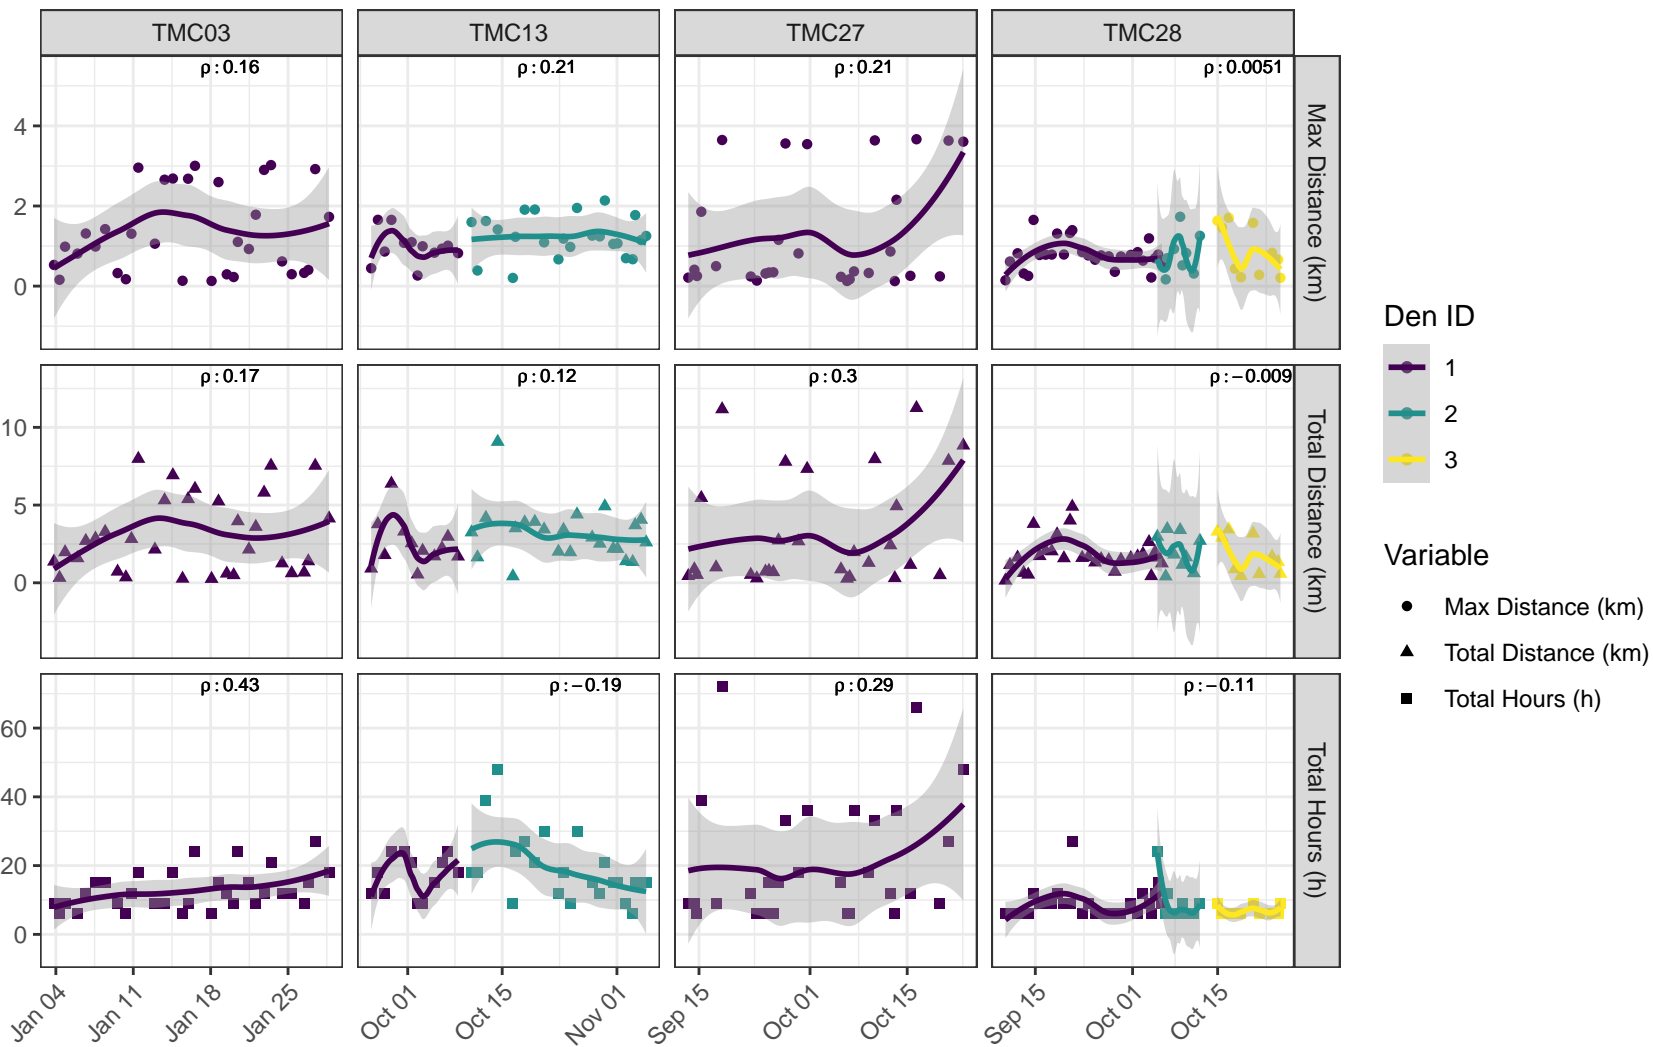 TMC03 TMC13 TMC27 TMC28
ρ : 0.16 ρ : 0.21 ρ : 0.21 ρ : 0.0051
4
2
0
Max Distance (km)
ρ : 0.17 ρ : 0.12 ρ : 0.3 ρ : −0.009
10
5
0
Total Distance (km)
ρ : 0.43 ρ : −0.19 ρ : 0.29 ρ : −0.11
60
40
20
0
Total Hours (h)
Jan 04 Jan 11 Jan 18 Jan 25 Oct 01 Oct 15 Nov 01 Sep 15 Oct 01 Oct 15 Sep 15 Oct 01 Oct 15
Den ID
1
2
3
Variable
Max Distance (km)
Total Distance (km)
Total Hours (h)